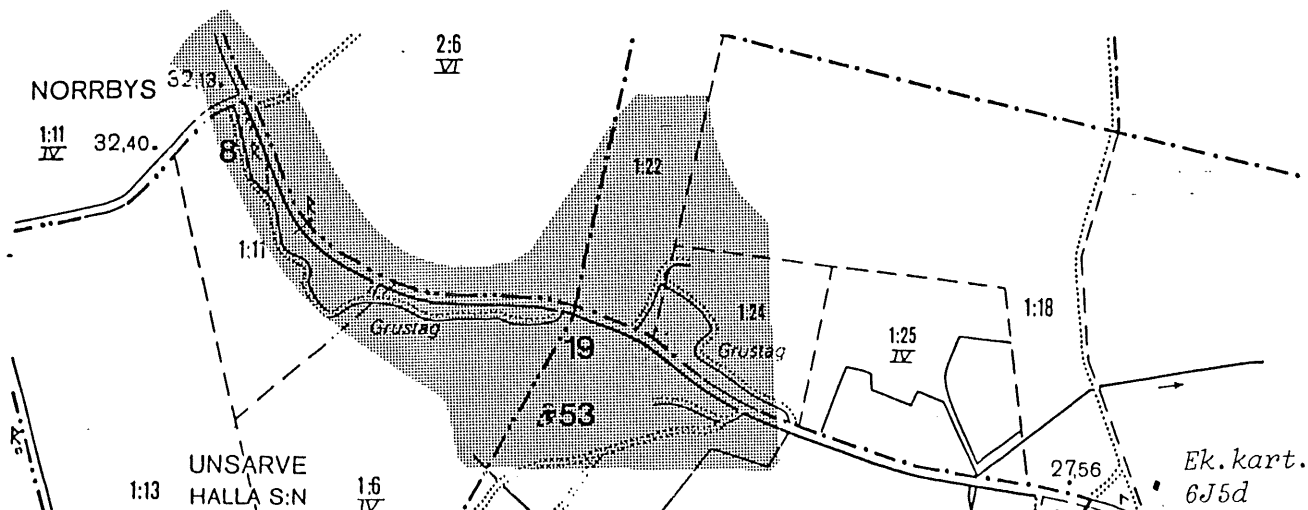 2:6
VI
NORRBYS
32,13.
1:11
IV
32,40.
8
R
1:22
R
1:11
1:24
1:18
Grustag
Grustag
1:25
IV
19
R 53
R
UNSARVE
HALLA S:N
1:13
1:6
IV
27,56
Ek.kart.
6J5d